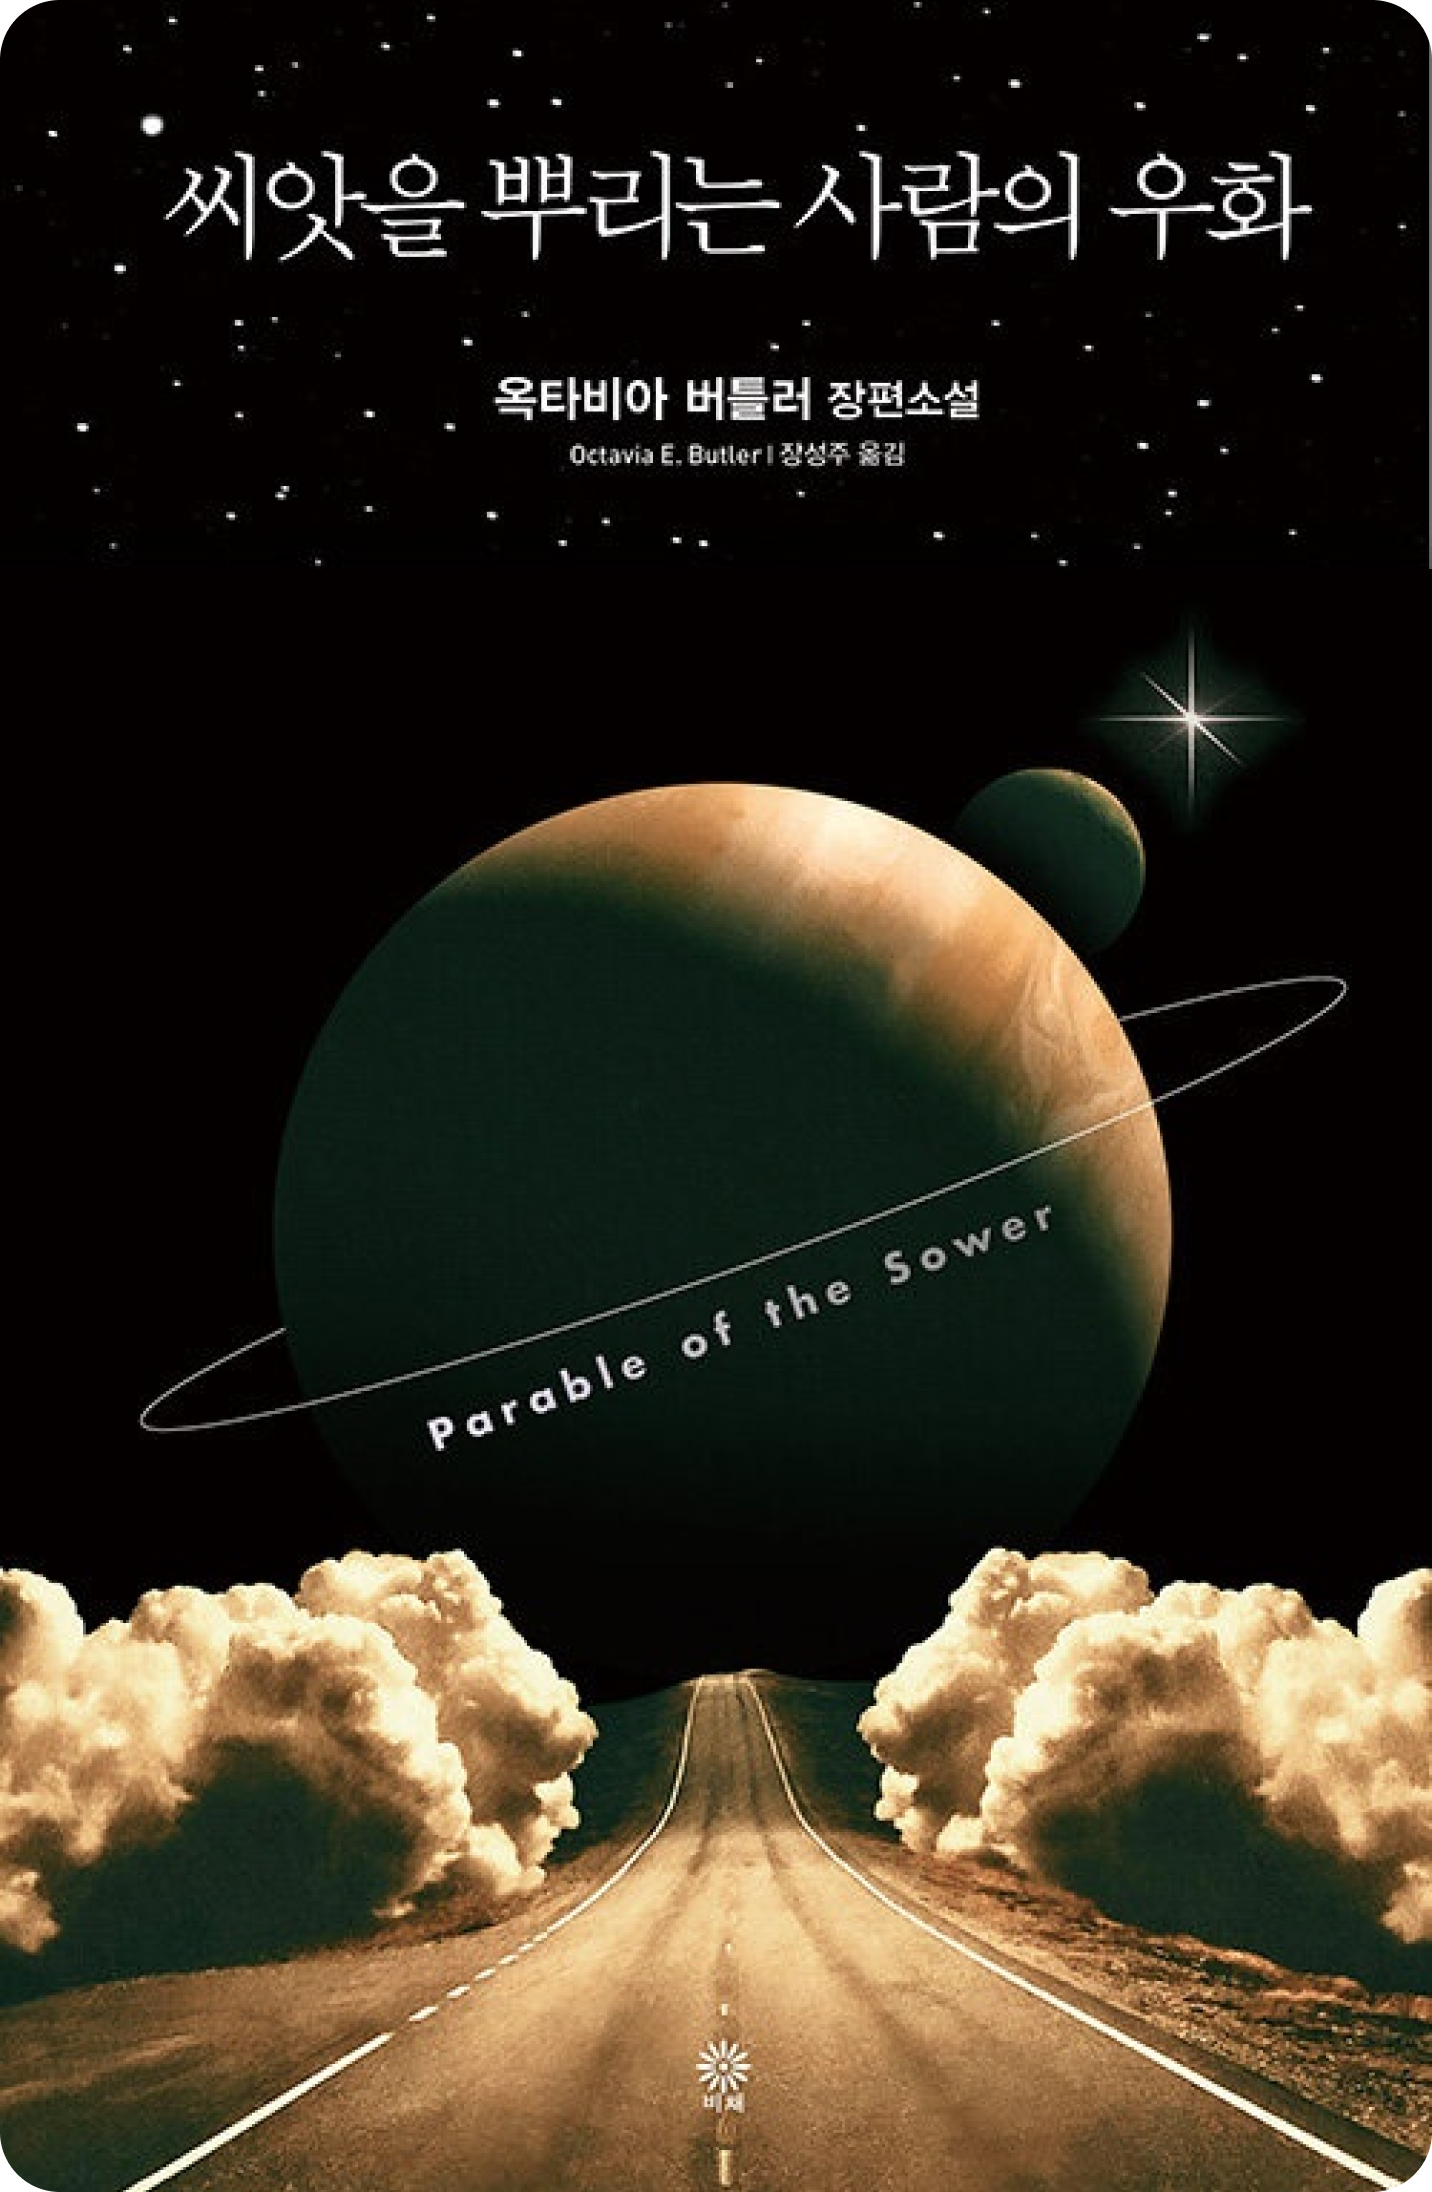 씨앗을 뿌리는 사람의 우화
옥타비아 버틀러 장편소설
Octavia E. Butler | 장성주 옮김
Parable of the Sower
비채